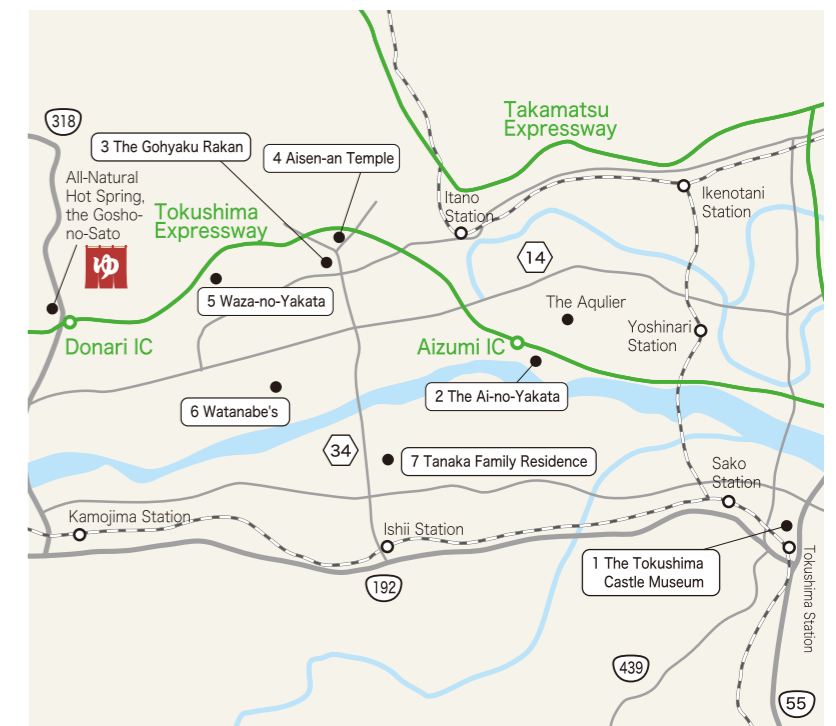 318
3 The Gohyaku Rakan
4 Aisen-an Temple
Takamatsu
Expressway
All-Natural
Hot Spring,
the Gosho-
no-Sato
ゆ
Tokushima
Expressway
Itano
Station
Ikenotani
Station
14
5 Waza-no-Yakata
The Aqulier
Donari IC
Aizumi IC
Yoshinari
Station
2 The Ai-no-Yakata
6 Watanabe's
34
7 Tanaka Family Residence
Sako
Station
Kamojima Station
Ishii Station
1 The Tokushima
Castle Museum
Tokushima Station
192
439
55